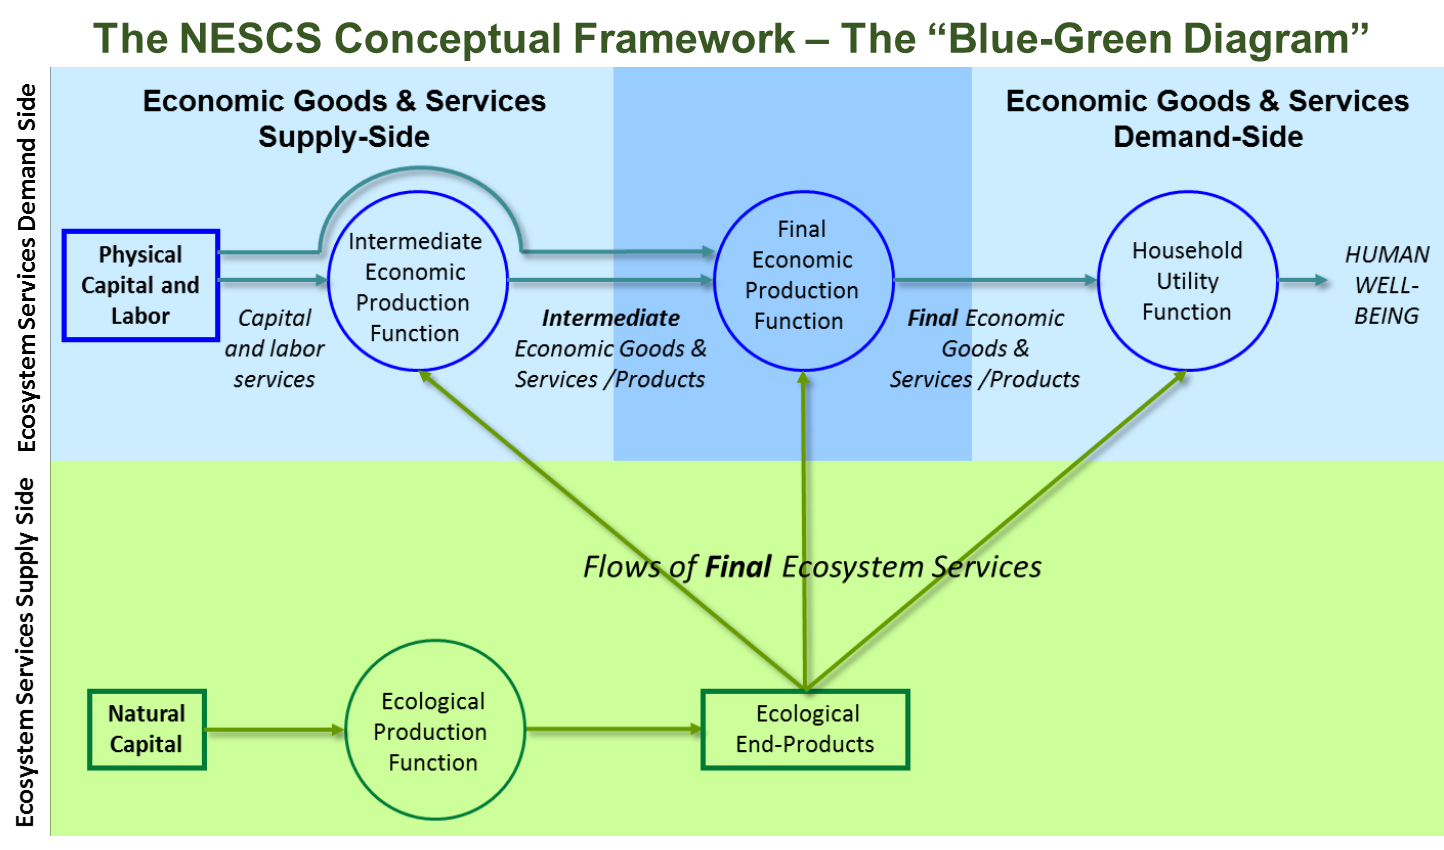 The NESCS Conceptual Framework – The “Blue-Green Diagram”
Ecosystem Services Demand Side
Economic Goods & Services
Supply-Side
Economic Goods & Services
Demand-Side
Physical
Capital and
Labor
Capital
and labor
services
Intermediate
Economic
Production
Function
Intermediate
Economic Goods &
Services /Products
Final
Economic
Production
Function
Final Economic
Goods &
Services /Products
Household
Utility
Function
HUMAN
WELL-
BEING
Ecosystem Services Supply Side
Flows of Final Ecosystem Services
Natural
Capital
Ecological
Production
Function
Ecological
End-Products